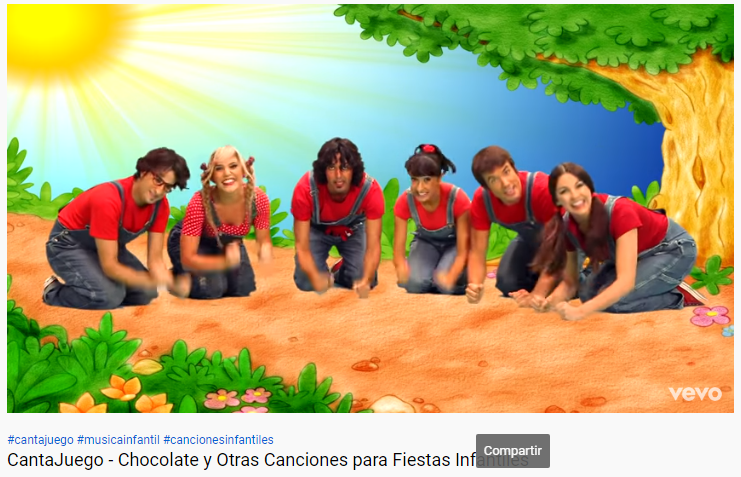 vevo
#cantajuego #musicainfantil #cancionesinfantiles
CantaJuego - Chocolate y Otras Canciones para Fiestas Infantiles
Compartir